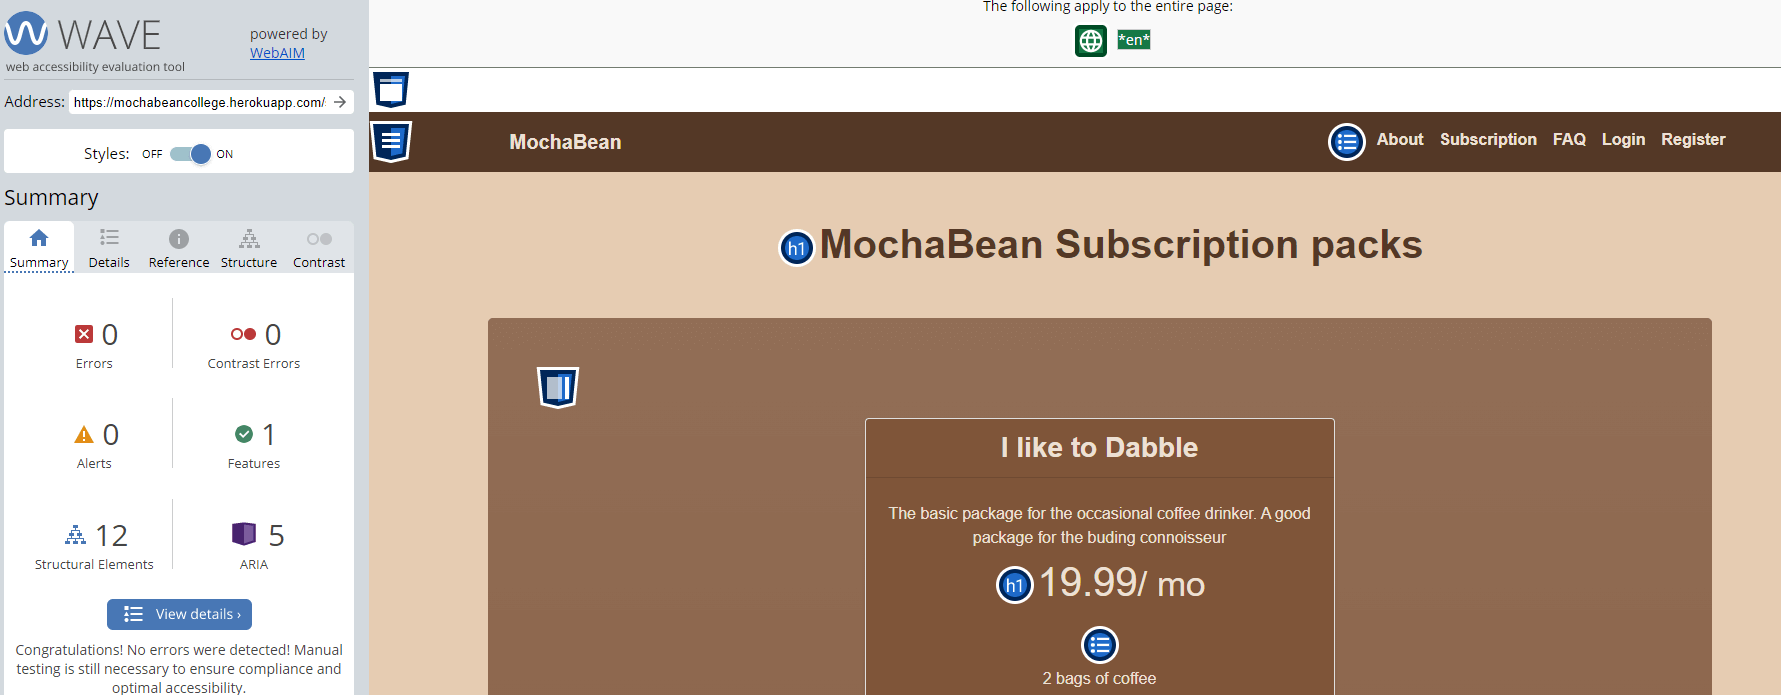 WAVE
web accessibility evaluation tool
powered by
WebAIM
Address: https://mochabeancollege.herokuapp.com/
Styles: OFF ON
Summary
Summary Details Reference Structure Contrast
0
Errors
0
Contrast Errors
0
Alerts
1
Features
12
Structural Elements
5
ARIA
View details ›
Congratulations! No errors were detected! Manual
testing is still necessary to ensure compliance and
optimal accessibility.
The following apply to the entire page:
*en*
MochaBean
About Subscription FAQ Login Register
h1 MochaBean Subscription packs
I like to Dabble
The basic package for the occasional coffee drinker. A good
package for the buding connoisseur
h1 19.99/ mo
2 bags of coffee